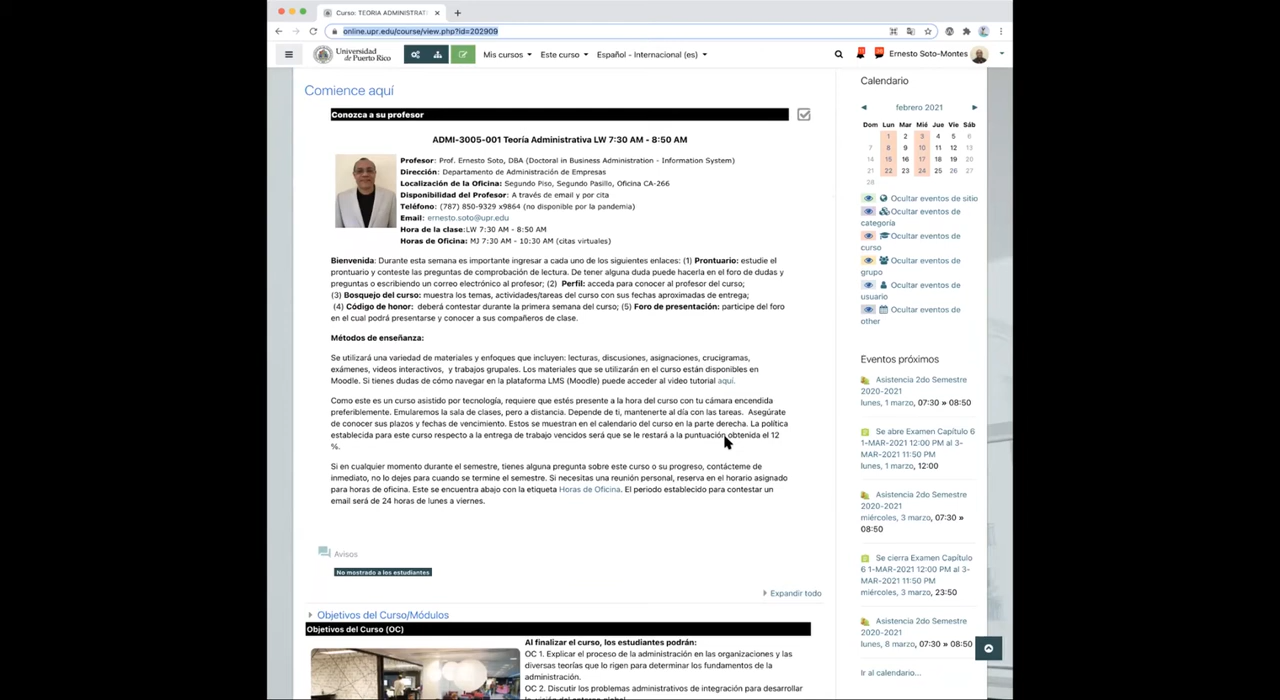 Curso: TEORIA ADMINISTRAT
online.upr.edu/course/view.php?id=202909
Universidad
de Puerto Rico
Mis cursos
Este curso
Español - Internacional (es)
Ernesto Soto-Montes
Comience aquí
Conozca a su profesor
ADMI-3005-001 Teoría Administrativa LW 7:30 AM - 8:50 AM
Profesor: Prof. Ernesto Soto, DBA (Doctoral in Business Administration - Information System)
Dirección: Departamento de Administración de Empresas
Localización de la Oficina: Segundo Piso, Segundo Pasillo, Oficina CA-266
Disponibilidad del Profesor: A través de email y por cita
Teléfono: (787) 850-9329 x9864 (no disponible por la pandemia)
Email: ernesto.soto@upr.edu
Hora de la clase:LW 7:30 AM - 8:50 AM
Horas de Oficina: MJ 7:30 AM - 10:30 AM (citas virtuales)
Bienvenida: Durante esta semana es importante ingresar a cada uno de los siguientes enlaces: (1) Prontuario: estudie el
prontuario y conteste las preguntas de comprobación de lectura. De tener alguna duda puede hacerla en el foro de dudas y
preguntas o escribiendo un correo electrónico al profesor; (2) Perfil: acceda para conocer al profesor del curso;
(3) Bosquejo del curso: muestra los temas, actividades/tareas del curso con sus fechas aproximadas de entrega;
(4) Código de honor: deberá contestar durante la primera semana del curso; (5) Foro de presentación: participe del foro
en el cual podrá presentarse y conocer a sus compañeros de clase.
Métodos de enseñanza:
Se utilizará una variedad de materiales y enfoques que incluyen: lecturas, discusiones, asignaciones, crucigramas,
exámenes, videos interactivos, y trabajos grupales. Los materiales que se utilizarán en el curso están disponibles en
Moodle. Si tienes dudas de cómo navegar en la plataforma LMS (Moodle) puede acceder al video tutorial aquí.
Como este es un curso asistido por tecnología, requiere que estés presente a la hora del curso con tu cámara encendida
preferiblemente. Emularemos la sala de clases, pero a distancia. Depende de ti, mantenerte al día con las tareas. Asegúrate
de conocer sus plazos y fechas de vencimiento. Estos se muestran en el calendario del curso en la parte derecha. La política
establecida para este curso respecto a la entrega de trabajo vencidos será que se le restará a la puntuación obtenida el 12
%.
Si en cualquier momento durante el semestre, tienes alguna pregunta sobre este curso o su progreso, contácteme de
inmediato, no lo dejes para cuando se termine el semestre. Si necesitas una reunión personal, reserva en el horario asignado
para horas de oficina. Este se encuentra abajo con la etiqueta Horas de Oficina. El periodo establecido para contestar un
email será de 24 horas de lunes a viernes.
Avisos
No mostrado a los estudiantes
Expandir todo
Objetivos del Curso/Módulos
Objetivos del Curso (OC)
Al finalizar el curso, los estudiantes podrán:
OC 1. Explicar el proceso de la administración en las organizaciones y las
diversas teorías que lo rigen para determinar los fundamentos de la
administración.
OC 2. Discutir los problemas administrativos de integración para desarrollar
Calendario
febrero 2021
Dom Lun Mar Mié Jue Vie Sáb
1 2 3 4 5 6
7 8 9 10 11 12 13
14 15 16 17 18 19 20
21 22 23 24 25 26 27
28
Ocultar eventos de sitio
Ocultar eventos de
categoría
Ocultar eventos de
curso
Ocultar eventos de
grupo
Ocultar eventos de
usuario
Ocultar eventos de
other
Eventos próximos
Asistencia 2do Semestre
2020-2021
lunes, 1 marzo, 07:30 » 08:50
Se abre Examen Capítulo 6
1-MAR-2021 12:00 PM al 3-
MAR-2021 11:50 PM
lunes, 1 marzo, 12:00
Asistencia 2do Semestre
2020-2021
miércoles, 3 marzo, 07:30 »
08:50
Se cierra Examen Capítulo
6 1-MAR-2021 12:00 PM al 3-
MAR-2021 11:50 PM
miércoles, 3 marzo, 23:50
Asistencia 2do Semestre
2020-2021
lunes, 8 marzo, 07:30 » 08:50
Ir al calendario...